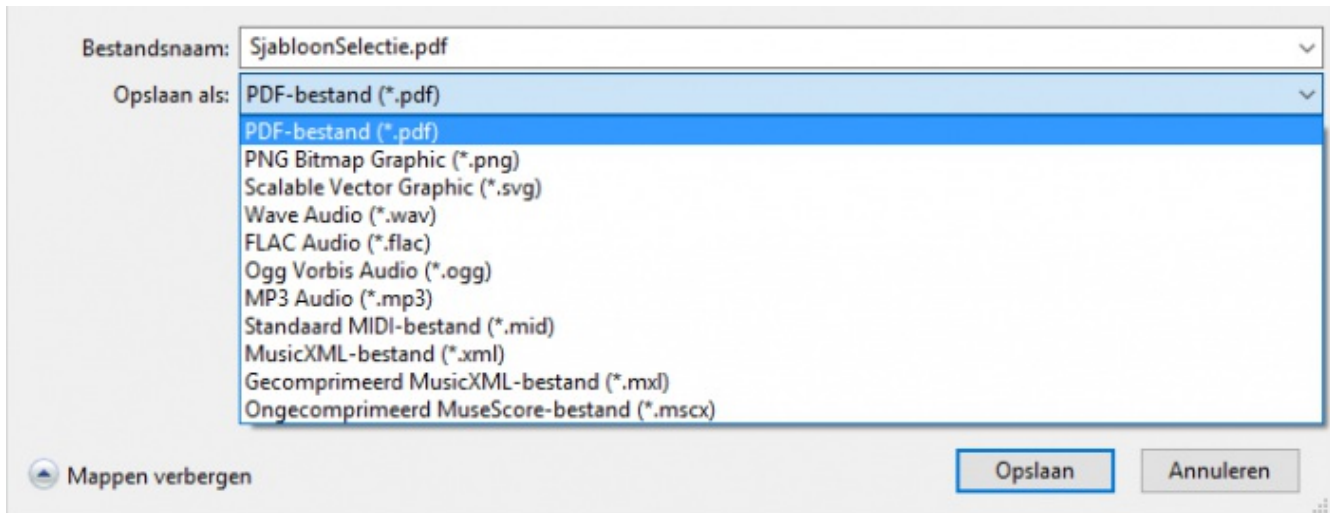 Bestandsnaam: SjabloonSelectie.pdf
Opslaan als: PDF-bestand (*.pdf)
PDF-bestand (*.pdf)
PNG Bitmap Graphic (*.png)
Scalable Vector Graphic (*.svg)
Wave Audio (*.wav)
FLAC Audio (*.flac)
Ogg Vorbis Audio (*.ogg)
MP3 Audio (*.mp3)
Standaard MIDI-bestand (*.mid)
MusicXML-bestand (*.xml)
Gecomprimeerd MusicXML-bestand (*.mxl)
Ongecomprimeerd MuseScore-bestand (*.mscx)
Mappen verbergen Opslaan Annuleren